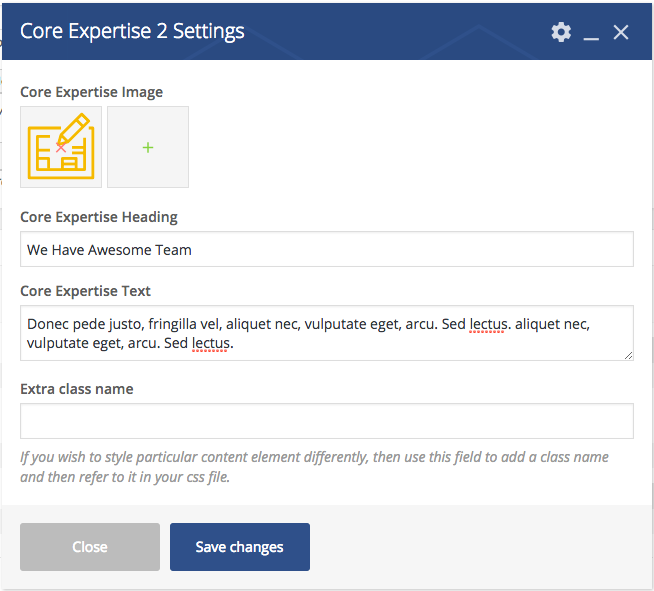 Core Expertise 2 Settings
Core Expertise Image
Core Expertise Heading
We Have Awesome Team
Core Expertise Text
Donec pede justo, fringilla vel, aliquet nec, vulputate eget, arcu. Sed lectus. aliquet nec,
vulputate eget, arcu. Sed lectus.
Extra class name
If you wish to style particular content element differently, then use this field to add a class name
and then refer to it in your css file.
Close
Save changes